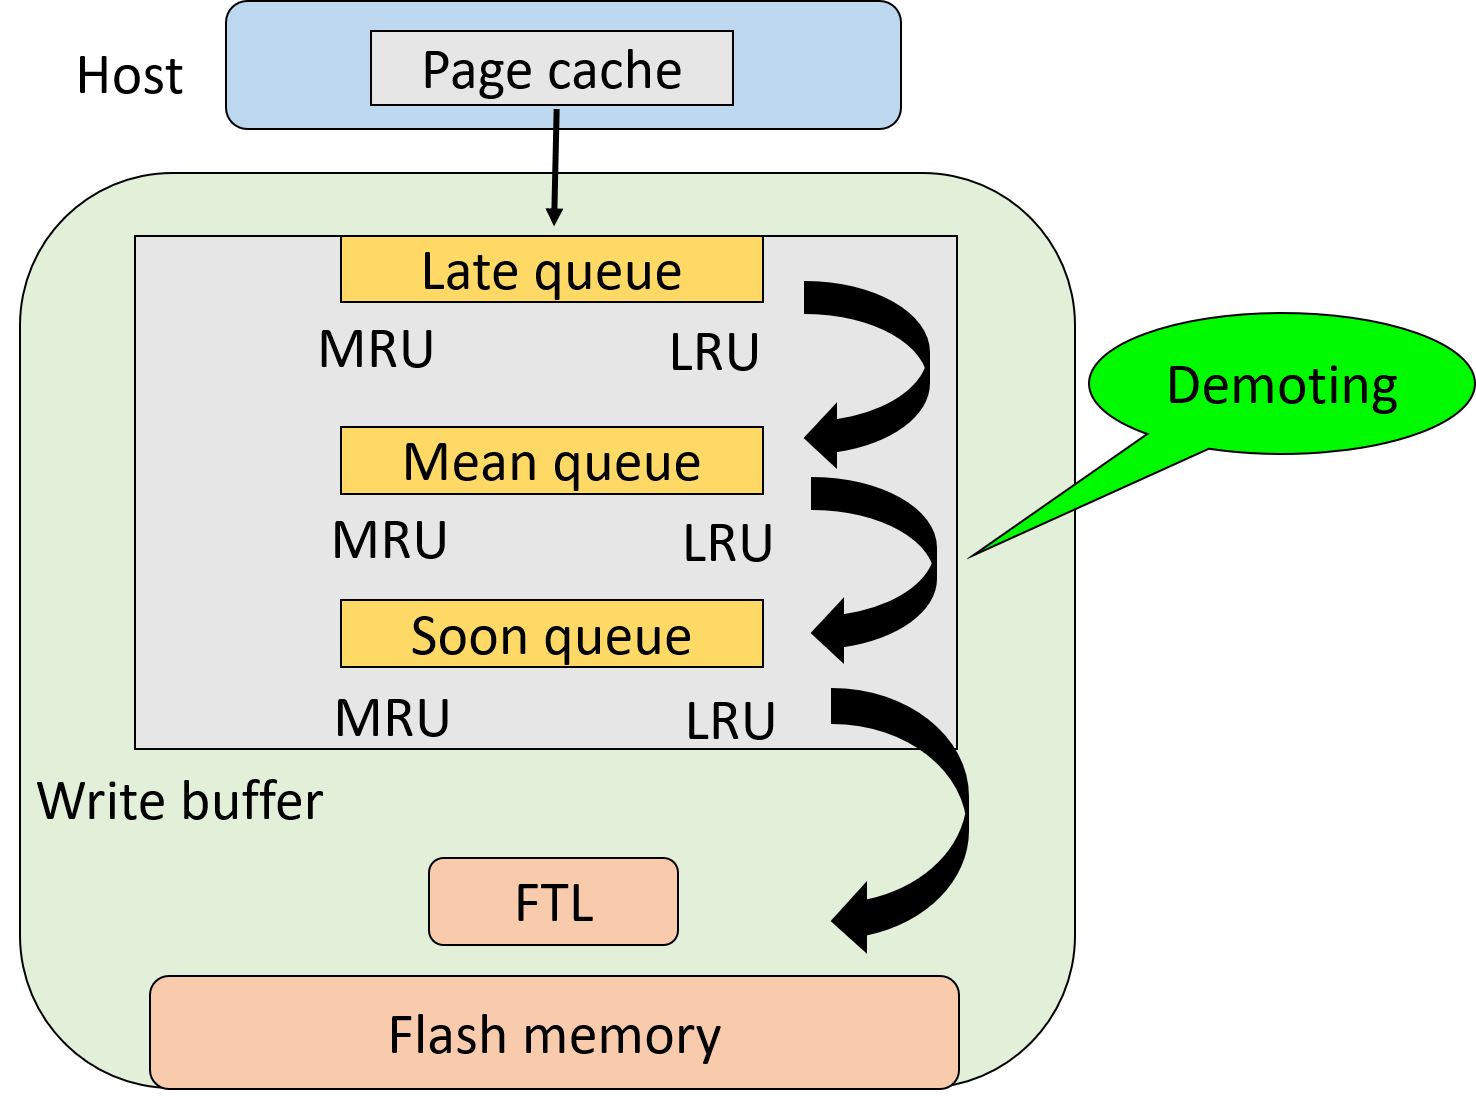 Host
Page cache
Late queue
MRU LRU
Demoting
Mean queue
MRU LRU
Soon queue
MRU LRU
Write buffer
FTL
Flash memory